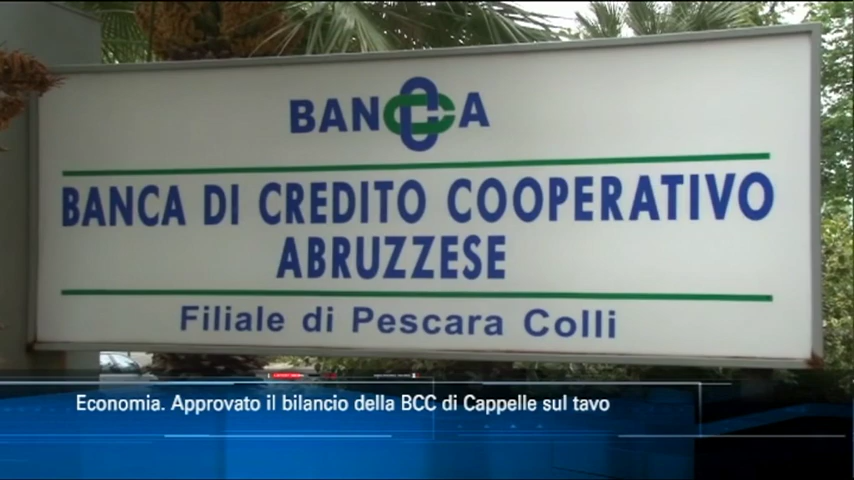 BANCA
BANCA DI CREDITO COOPERATIVO
ABRUZZESE
Filiale di Pescara Colli
Economia. Approvato il bilancio della BCC di Cappelle sul tavo